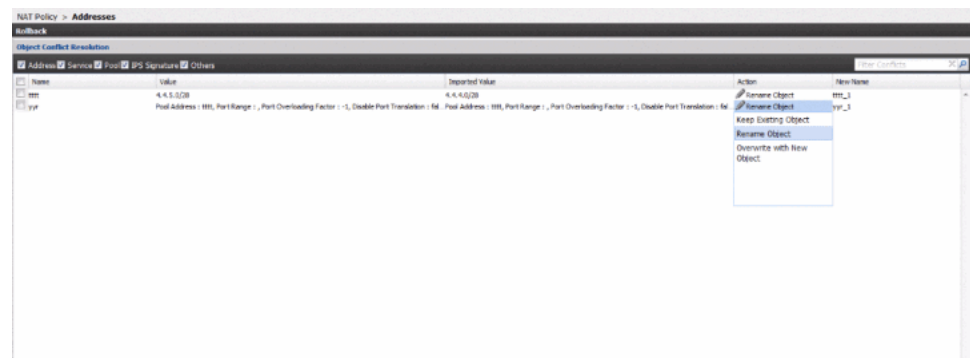 NAT Policy > Addresses
Rollback
Object Conflict Resolution
Address Service Pool IPS Signature Others Filter Conflicts
Name Value Imported Value Action New Name
tttt 4.4.5.0/28 4.4.4.0/28 Rename Object tttt_1
yyr Pool Address : tttt, Port Range : , Port Overloading Factor : -1, Disable Port Translation : fal... Pool Address : tttt, Port Range : , Port Overloading Factor : -1, Disable Port Translation : fal... Rename Object yyr_1
Keep Existing Object
Rename Object
Overwrite with New
Object